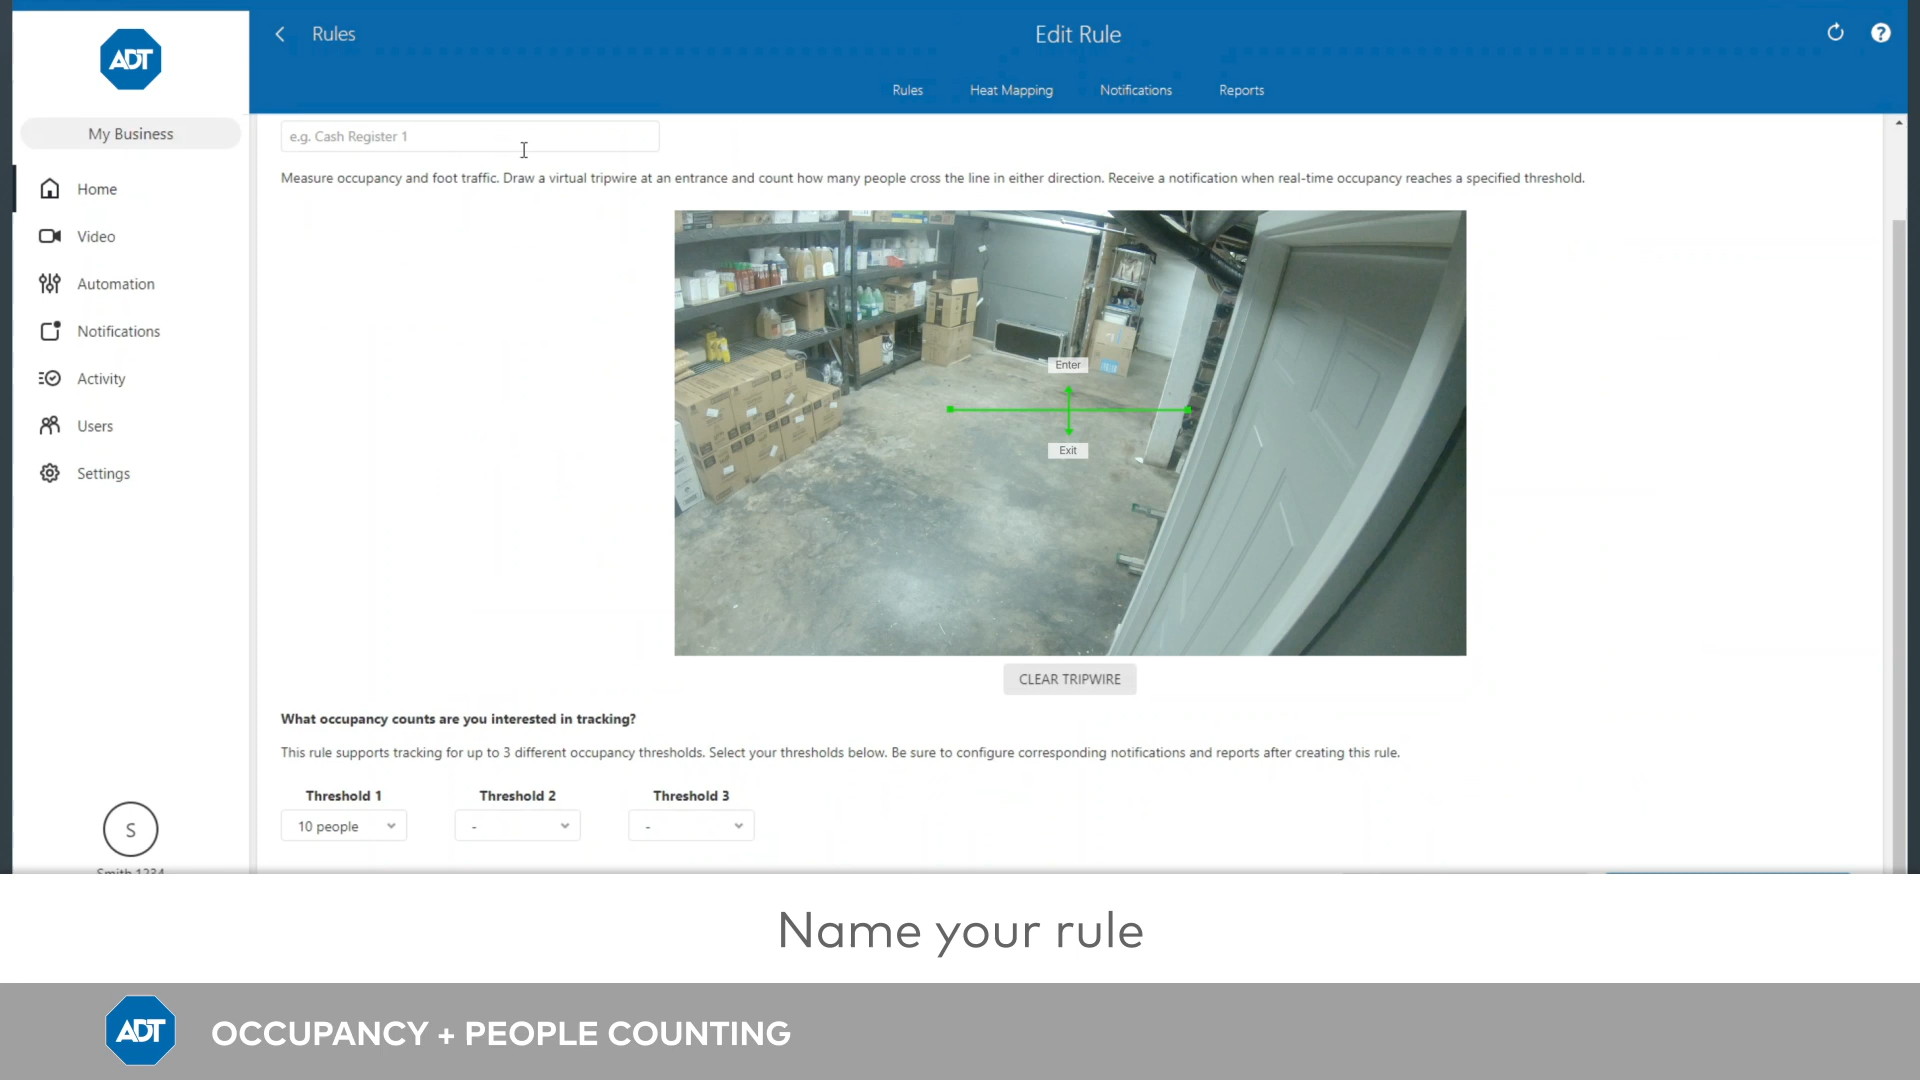 ADT
Rules
Edit Rule
Rules
Heat Mapping
Notifications
Reports
My Business
Home
Video
Automation
Notifications
Activity
Users
Settings
S
Smith 1234
e.g. Cash Register 1
Measure occupancy and foot traffic. Draw a virtual tripwire at an entrance and count how many people cross the line in either direction. Receive a notification when real-time occupancy reaches a specified threshold.
Enter
Exit
CLEAR TRIPWIRE
What occupancy counts are you interested in tracking?
This rule supports tracking for up to 3 different occupancy thresholds. Select your thresholds below. Be sure to configure corresponding notifications and reports after creating this rule.
Threshold 1
Threshold 2
Threshold 3
10 people
-
-
Name your rule
ADT
OCCUPANCY + PEOPLE COUNTING